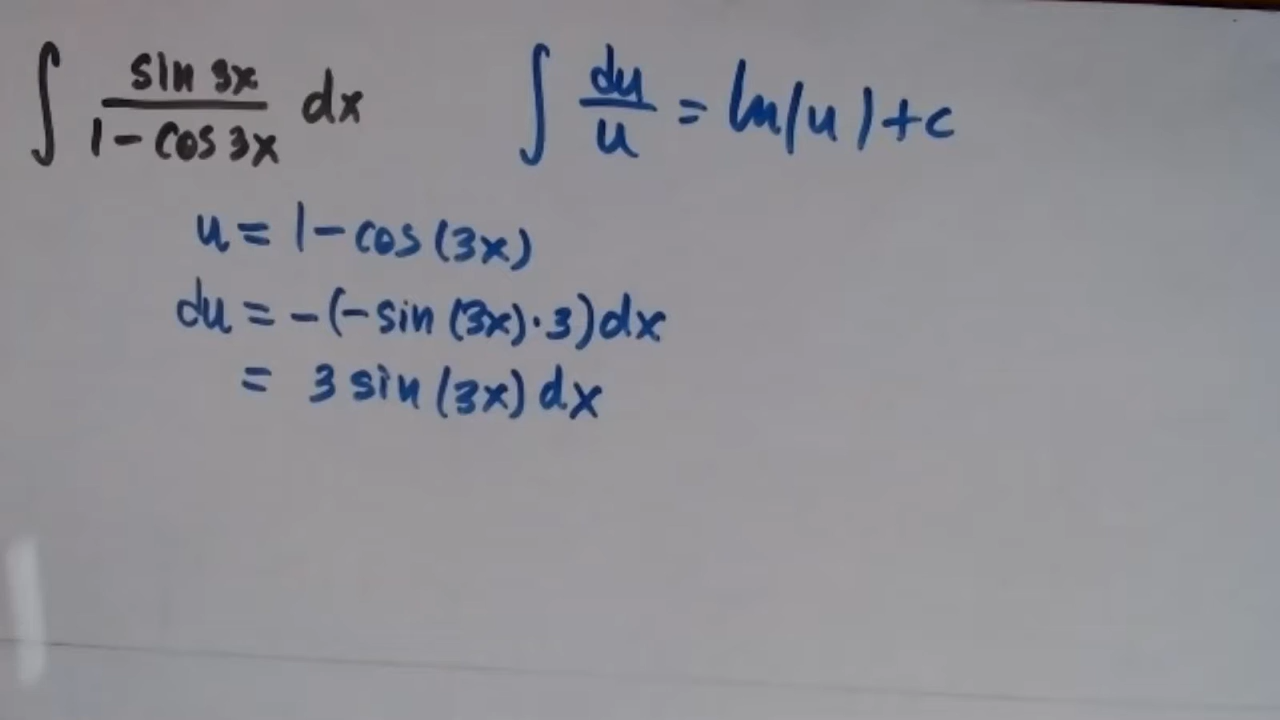 ∫ sin 3x / 1 - cos 3x dx
∫ du / u = ln|u| + c
u = 1 - cos (3x)
du = -(-sin (3x) · 3) dx
= 3 sin (3x) dx